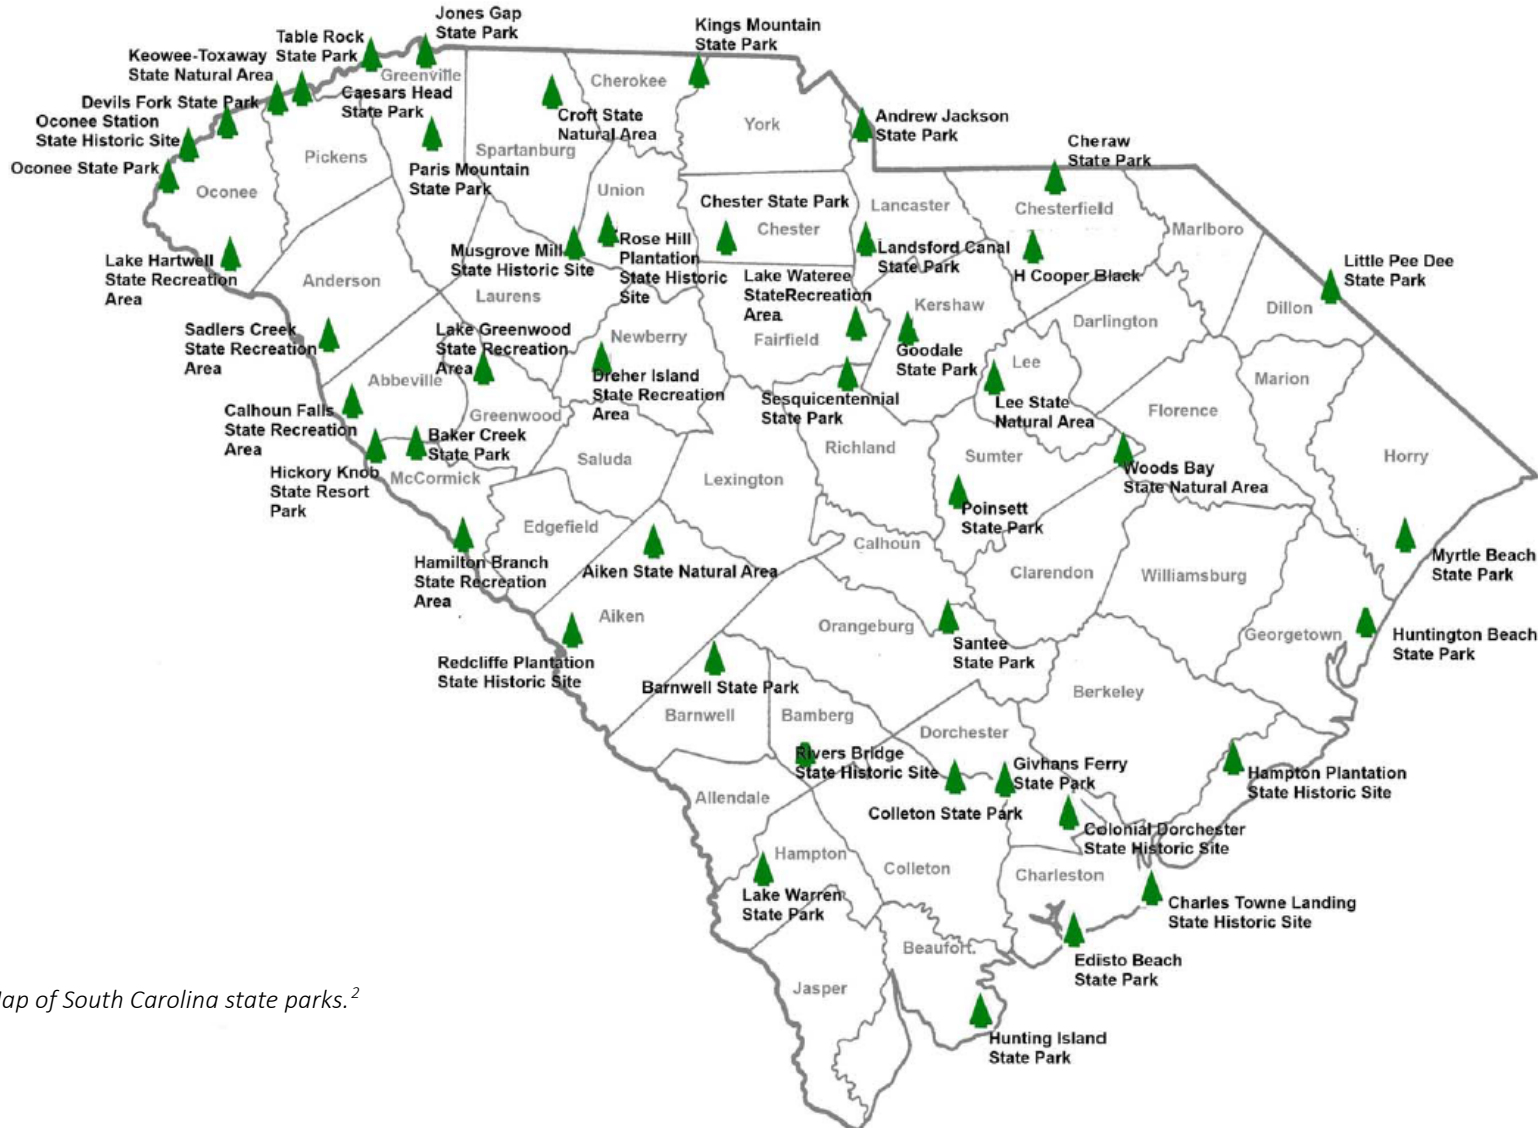 Jones Gap
State Park
Kings Mountain
State Park
Table Rock
State Park
Keowee-Toxaway
State Natural Area
Greenville
Cherokee
Devils Fork State Park
Caesars Head
State Park
Croft State
Natural Area
York
Andrew Jackson
State Park
Oconee Station
State Historic Site
Cheraw
State Park
Oconee State Park
Pickens
Spartanburg
Paris Mountain
State Park
Oconee
Union
Chester State Park
Chester
Lancaster
Chesterfield
Marlboro
Musgrove Mill
State Historic Site
Rose Hill
Plantation
State Historic
Site
Landsford Canal
State Park
H Cooper Black
Little Pee Dee
State Park
Lake Hartwell
State Recreation
Area
Anderson
Laurens
Lake Wateree
StateRecreation
Area
Kershaw
Dillon
Darlington
Sadlers Creek
State Recreation
Area
Lake Greenwood
State Recreation
Area
Newberry
Fairfield
Goodale
State Park
Lee
Marion
Abbeville
Dreher Island
State Recreation
Area
Sesquicentennial
State Park
Lee State
Natural Area
Florence
Calhoun Falls
State Recreation
Area
Greenwood
Baker Creek
State Park
Richland
Sumter
Horry
Saluda
Hickory Knob
State Resort
Park
McCormick
Lexington
Woods Bay
State Natural Area
Poinsett
State Park
Edgefield
Calhoun
Hamilton Branch
State Recreation
Area
Aiken State Natural Area
Clarendon
Williamsburg
Myrtle Beach
State Park
Aiken
Orangeburg
Santee
State Park
Georgetown
Huntington Beach
State Park
Redcliffe Plantation
State Historic Site
Barnwell State Park
Berkeley
Barnwell
Bamberg
Dorchester
Rivers Bridge
State Historic Site
Givhans Ferry
State Park
Hampton Plantation
State Historic Site
Allendale
Colleton State Park
Colonial Dorchester
State Historic Site
Hampton
Colleton
Charleston
Lake Warren
State Park
Charles Towne Landing
State Historic Site
Beaufort.
Edisto Beach
State Park
Jasper
Map of South Carolina state parks.2
Hunting Island
State Park